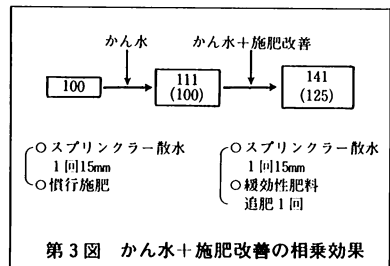 かん水 かん水＋施肥改善
100 111 141
(100) (125)
○スプリンクラー散水 ○スプリンクラー散水
1回15mm 1回15mm
○慣行施肥 ○緩効性肥料
追肥1回
第3図 かん水＋施肥改善の相乗効果